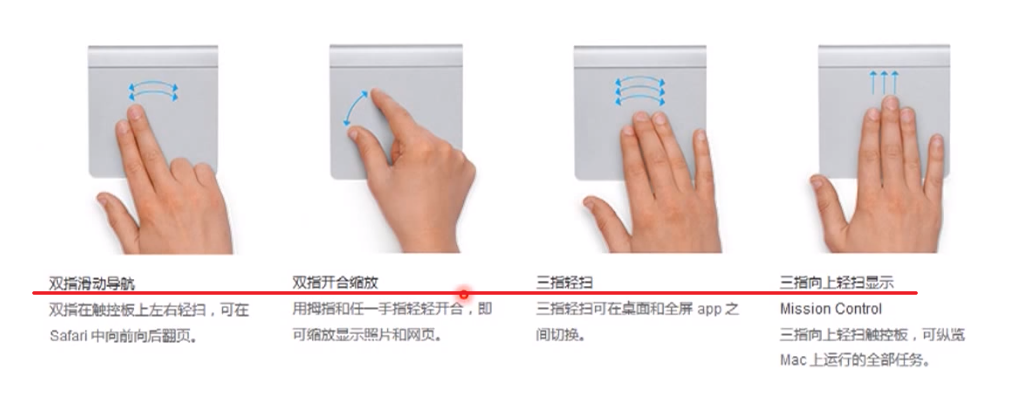 双指滑动导航
双指在触控板上左右轻扫，可在
Safari 中向前向后翻页。
双指开合缩放
用拇指和任一手指轻轻开合，即
可缩放显示照片和网页。
三指轻扫
三指轻扫可在桌面和全屏 app 之
间切换。
三指向上轻扫显示
Mission Control
三指向上轻扫触控板，可纵览
Mac 上运行的全部任务。